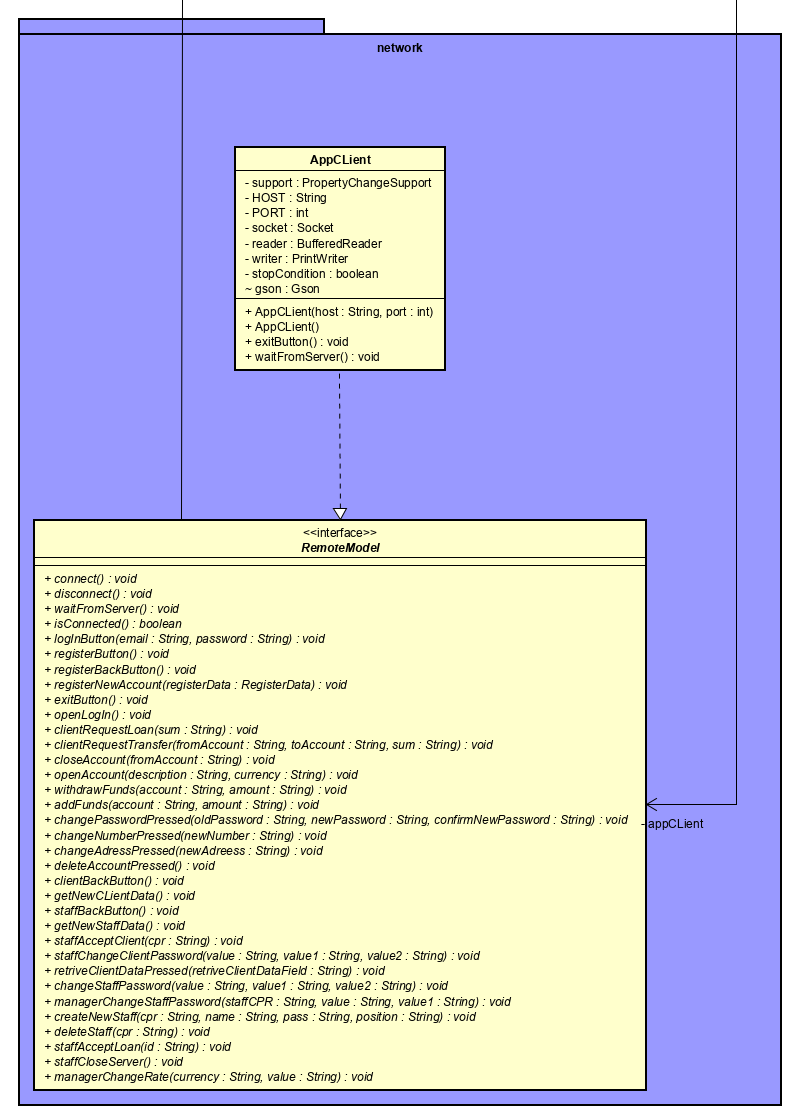 network
AppCLient
- support : PropertyChangeSupport
- HOST : String
- PORT : int
- socket : Socket
- reader : BufferedReader
- writer : PrintWriter
- stopCondition : boolean
~ gson : Gson
+ AppCLient(host : String, port : int)
+ AppCLient()
+ exitButton() : void
+ waitFromServer() : void
<<interface>>
RemoteModel
+ connect() : void
+ disconnect() : void
+ waitFromServer() : void
+ isConnected() : boolean
+ logInButton(email : String, password : String) : void
+ registerButton() : void
+ registerBackButton() : void
+ registerNewAccount(registerData : RegisterData) : void
+ exitButton() : void
+ openLogIn() : void
+ clientRequestLoan(sum : String) : void
+ clientRequestTransfer(fromAccount : String, toAccount : String, sum : String) : void
+ closeAccount(fromAccount : String) : void
+ openAccount(description : String, currency : String) : void
+ withdrawFunds(account : String, amount : String) : void
+ addFunds(account : String, amount : String) : void
+ changePasswordPressed(oldPassword : String, newPassword : String, confirmNewPassword : String) : void
- appCLient
+ changeNumberPressed(newNumber : String) : void
+ changeAdressPressed(newAdreess : String) : void
+ deleteAccountPressed() : void
+ clientBackButton() : void
+ getNewCLientData() : void
+ staffBackButton() : void
+ getNewStaffData() : void
+ staffAcceptClient(cpr : String) : void
+ staffChangeClientPassword(value : String, value1 : String, value2 : String) : void
+ retriveClientDataPressed(retriveClientDataField : String) : void
+ changeStaffPassword(value : String, value1 : String, value2 : String) : void
+ managerChangeStaffPassword(staffCPR : String, value : String, value1 : String) : void
+ createNewStaff(cpr : String, name : String, pass : String, position : String) : void
+ deleteStaff(cpr : String) : void
+ staffAcceptLoan(id : String) : void
+ staffCloseServer() : void
+ managerChangeRate(currency : String, value : String) : void